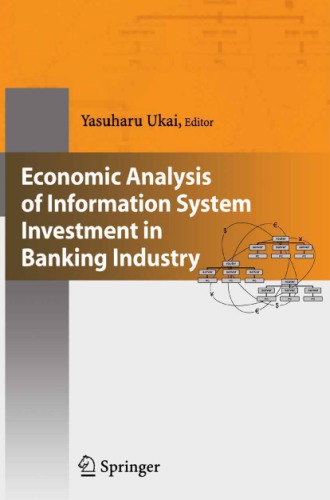 Yasuharu Ukai, Editor
Economic Analysis
of Information System
Investment in
Banking Industry
Springer